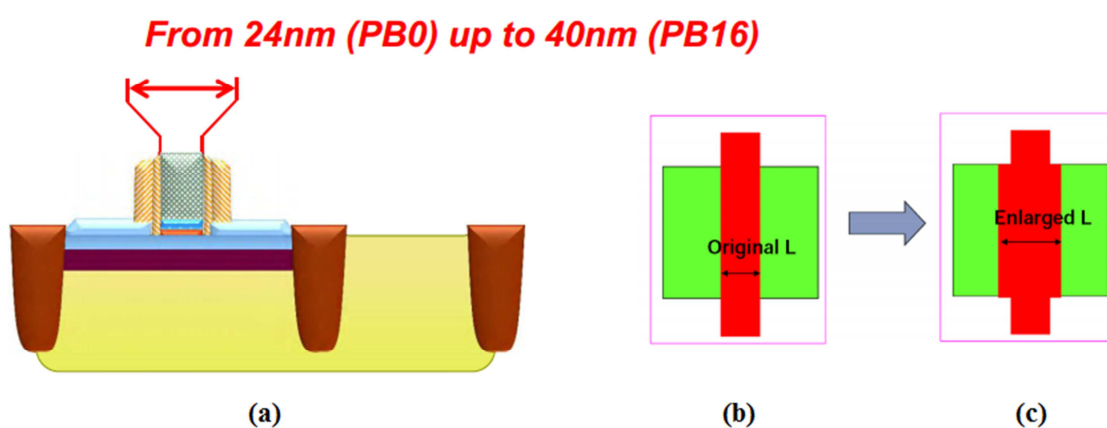 From 24nm (PB0) up to 40nm (PB16)
Original L
Enlarged L
(a)
(b)
(c)